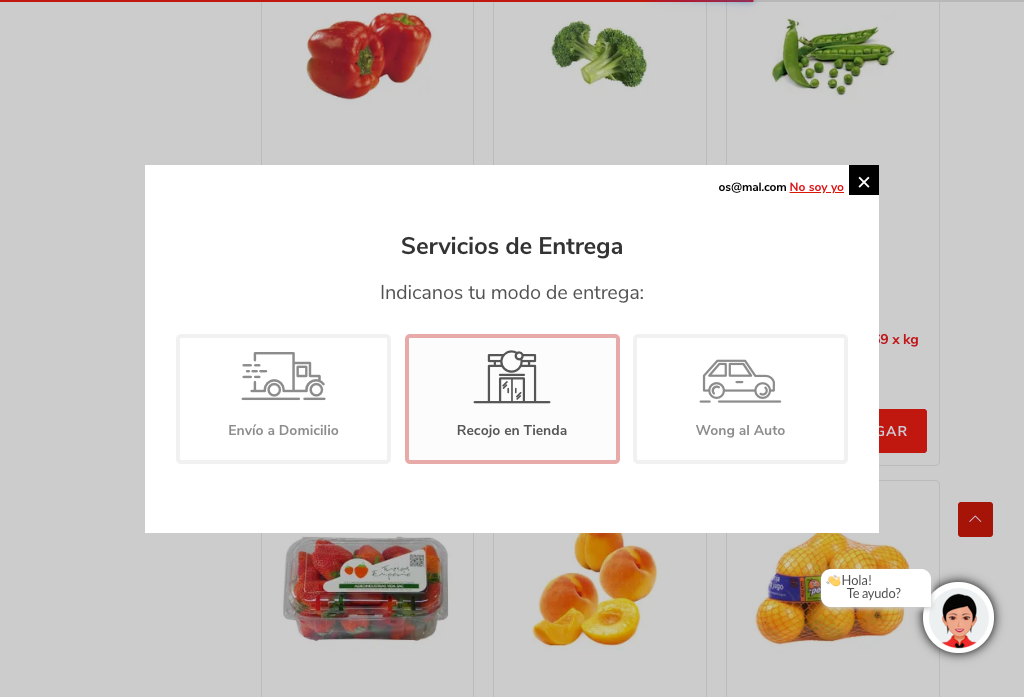 os@mal.com No soy yo
Servicios de Entrega
Indicanos tu modo de entrega:
Envío a Domicilio
Recojo en Tienda
Wong al Auto
9 x kg
GAR
👋Hola!
Te ayudo?